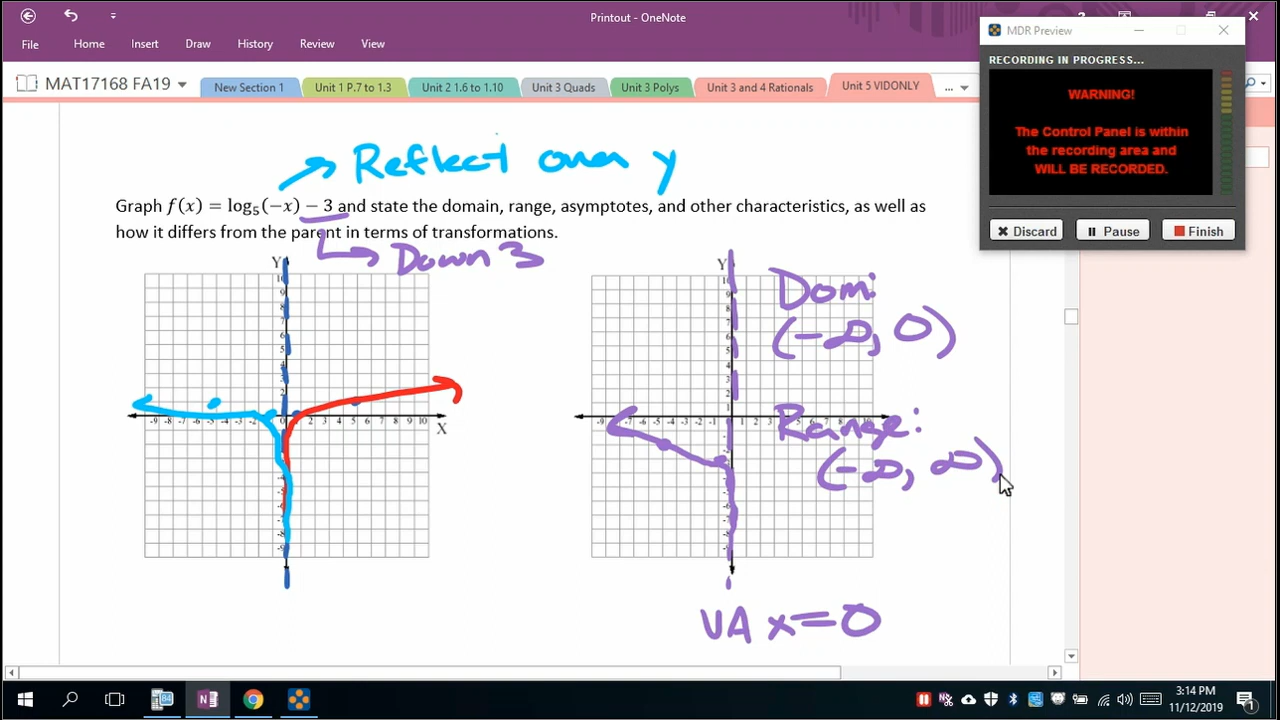 Printout - OneNote
?
File Home Insert Draw History Review View
MDR Preview
RECORDING IN PROGRESS...
WARNING!
The Control Panel is within
the recording area and
WILL BE RECORDED.
Discard Pause Finish
MAT17168 FA19 New Section 1 Unit 1 P.7 to 1.3 Unit 2 1.6 to 1.10 Unit 3 Quads Unit 3 Polys Unit 3 and 4 Rationals Unit 5 VIDONLY ...
Reflect over y
Graph f(x) = log₅(−x) − 3 and state the domain, range, asymptotes, and other characteristics, as well as
how it differs from the parent in terms of transformations.
Down 3
Y
X
Y
Dom:
(-∞, 0)
Range:
(-∞, ∞)
VA x=0
3:14 PM
11/12/2019
1